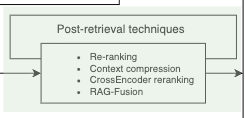 Post-retrieval techniques
• Re-ranking
• Context compression
• CrossEncoder reranking
• RAG-Fusion